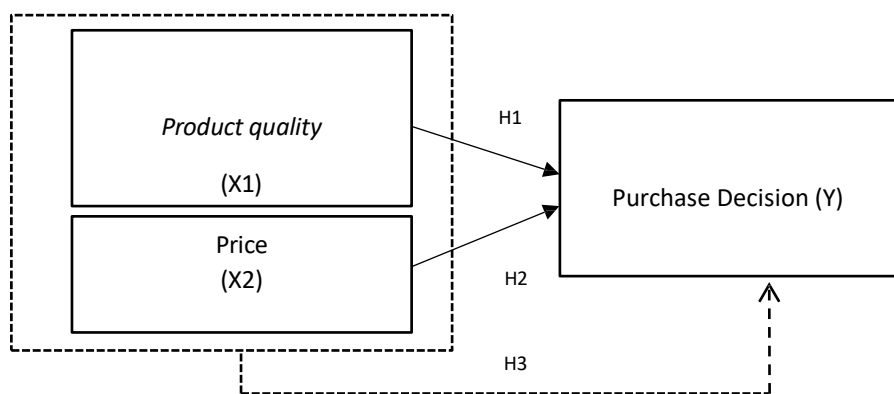 Product quality
(X1)
Price
(X2)
H1
H2
H3
Purchase Decision (Y)